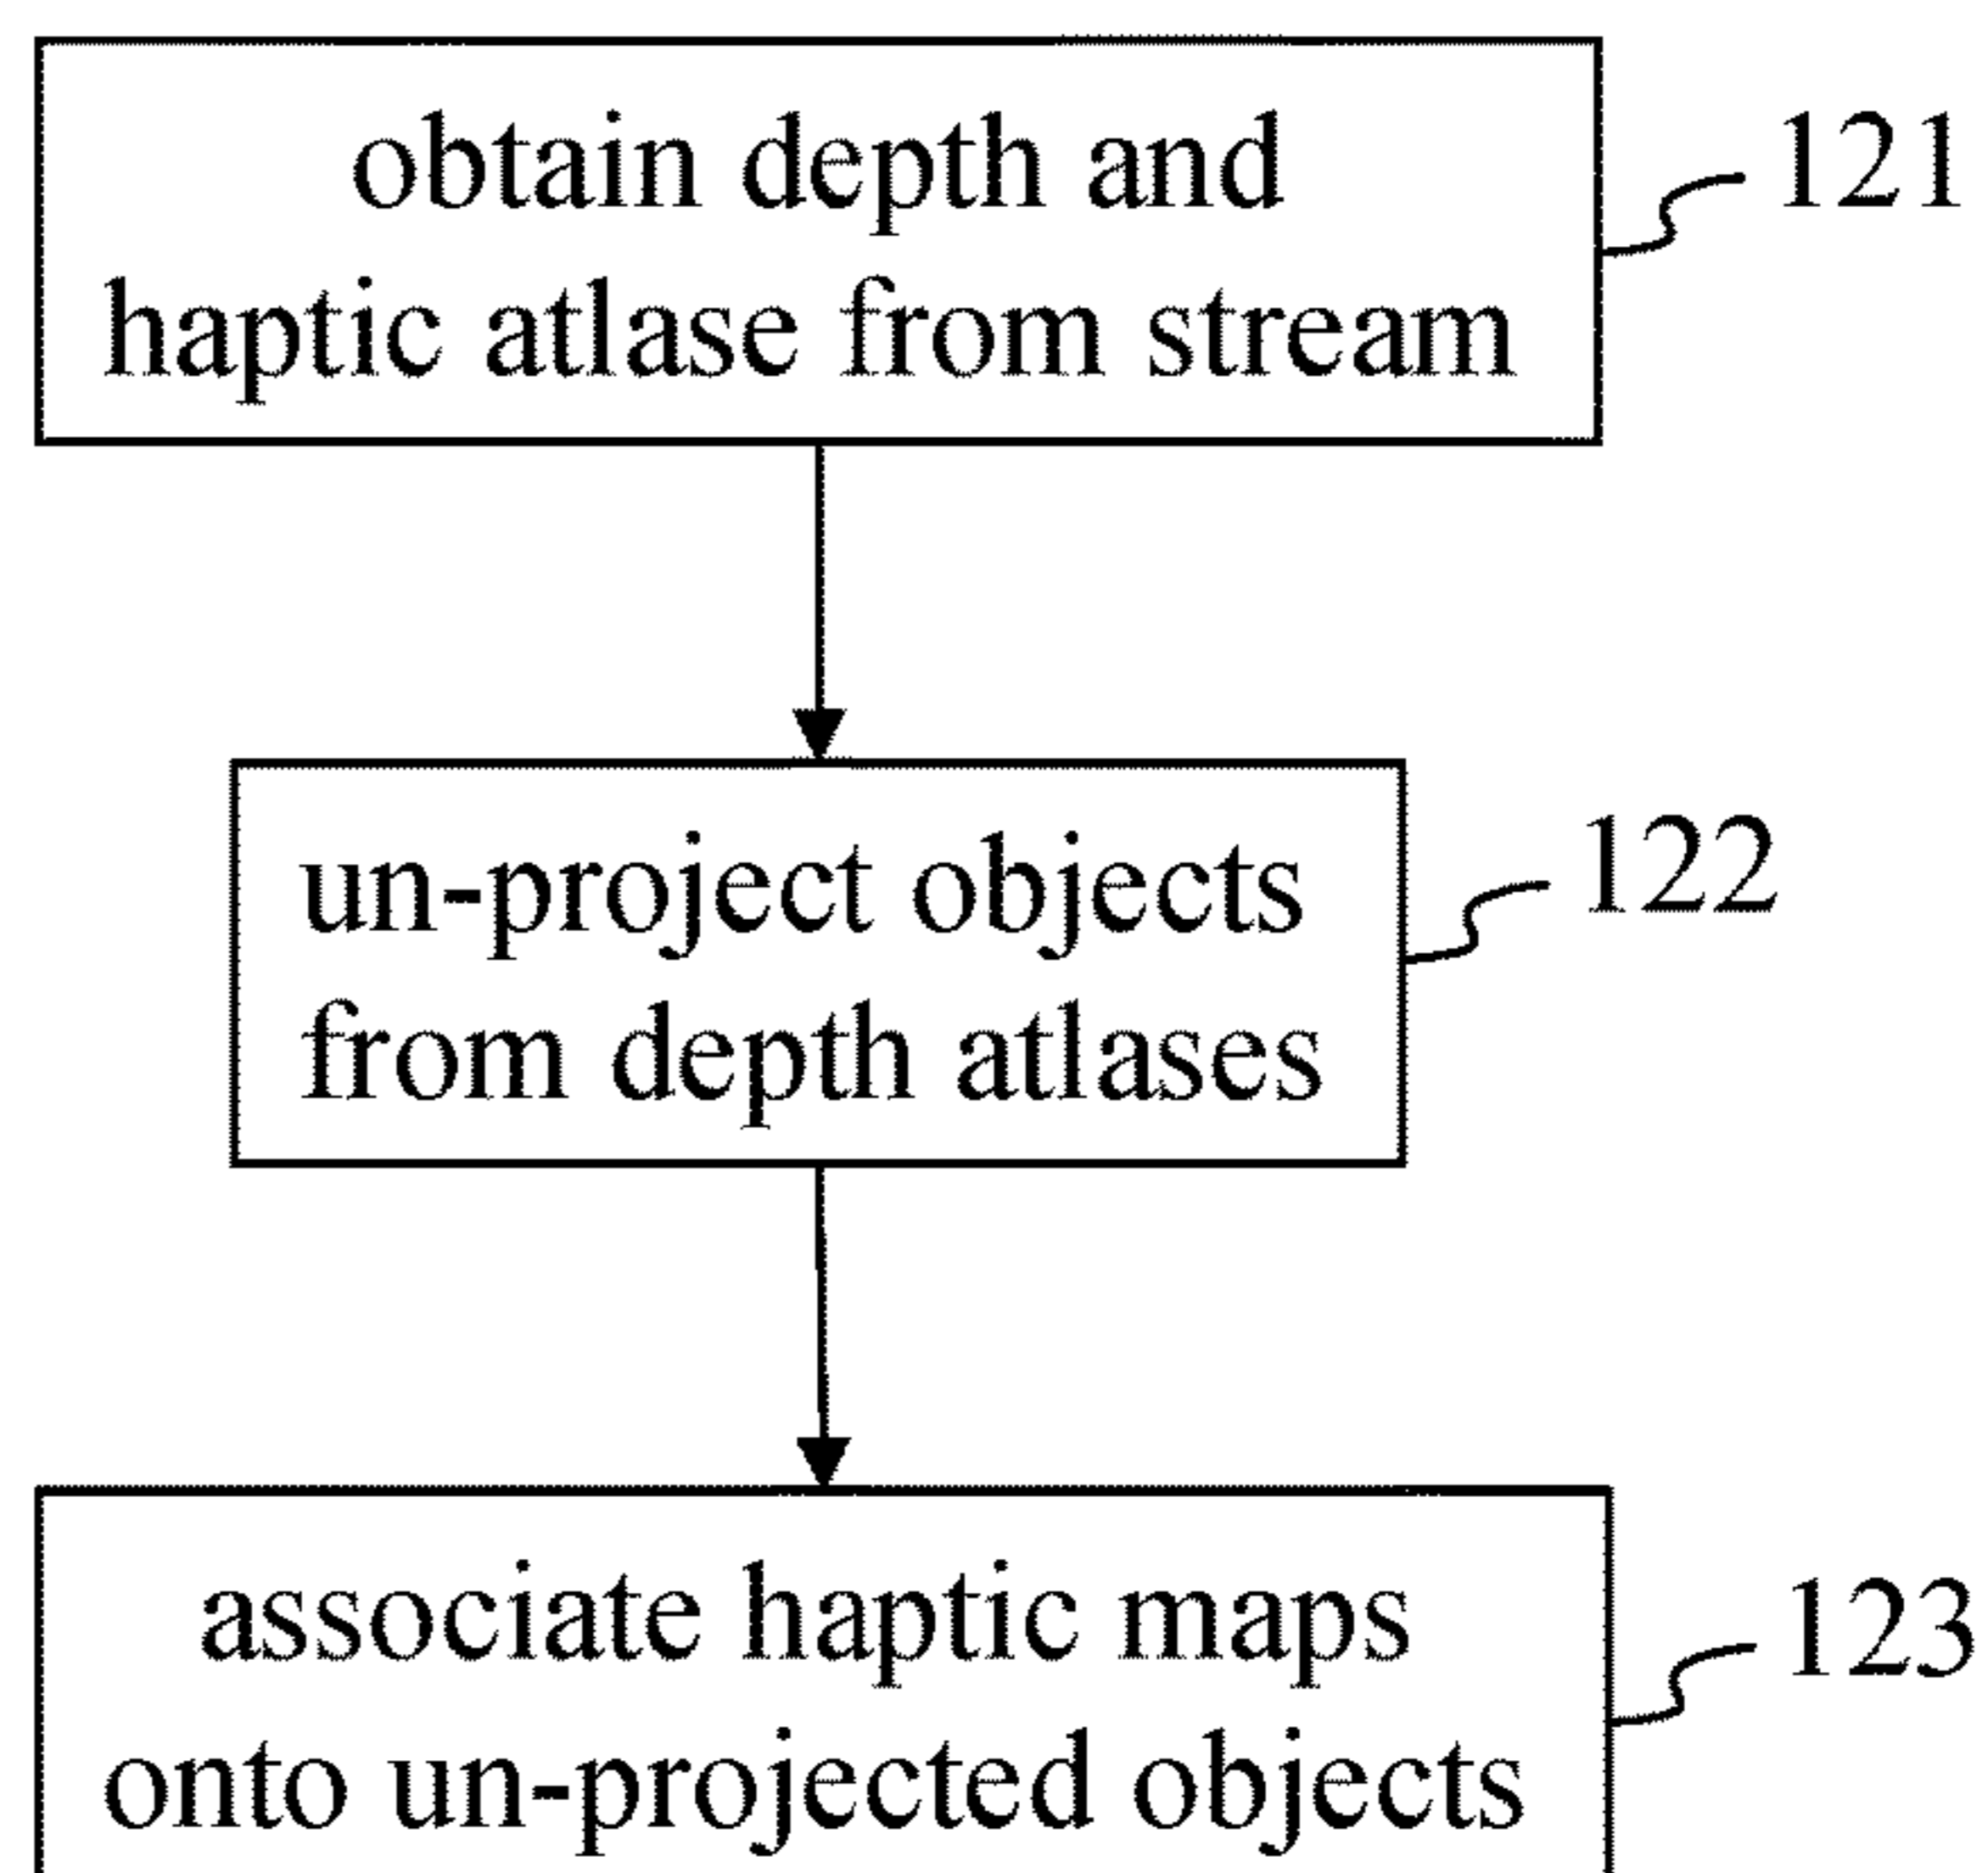 obtain depth and
haptic atlase from stream
121
un-project objects
from depth atlases
122
associate haptic maps
onto un-projected objects
123